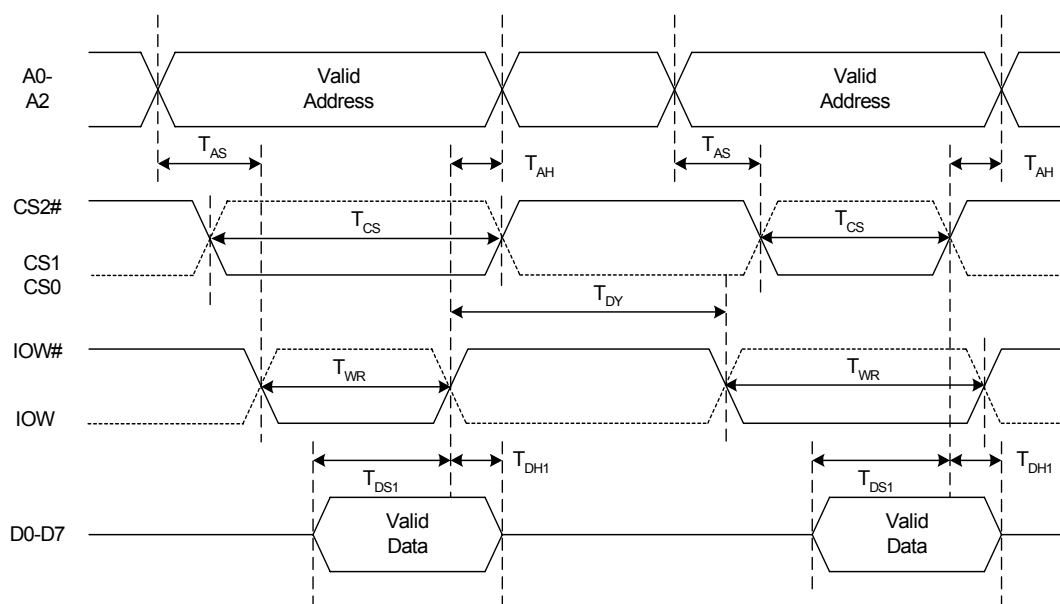 A0-
A2
Valid
Address
Valid
Address
TAS
TAH
TAS
TAH
CS2#
CS1
CS0
TCS
TCS
TDY
IOW#
IOW
TWR
TWR
TDS1
TDH1
TDS1
TDH1
D0-D7
Valid
Data
Valid
Data